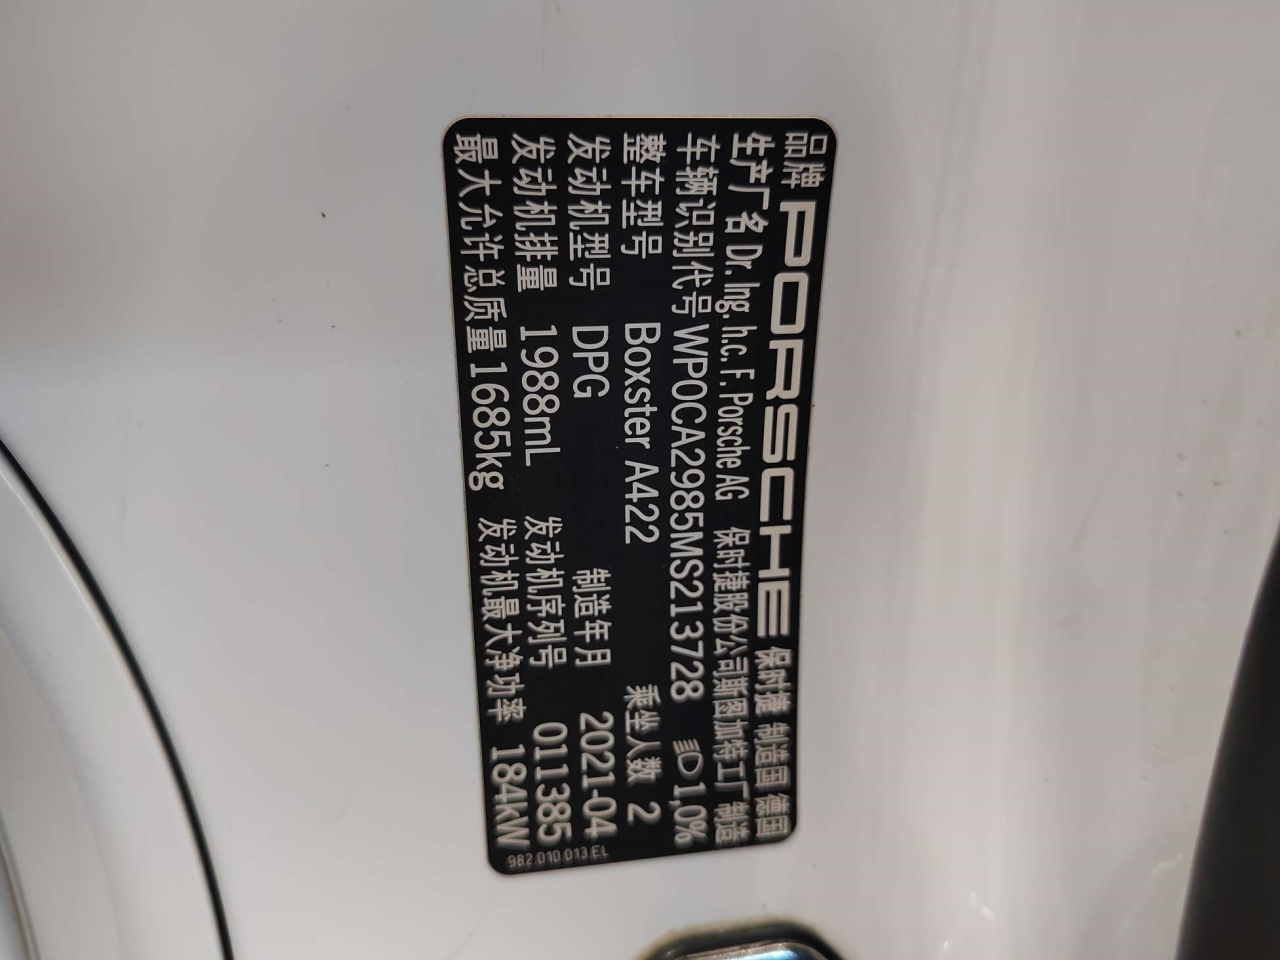 品牌 PORSCHE 保时捷 制造国 德国
生产厂名 Dr. Ing. h.c. F. Porsche AG 保时捷股份公司斯图加特工厂 制造
车辆识别代号 WP0CA2985MS213728 1,0%
整车型号 Boxster A422 乘坐人数 2
发动机型号 DPG 制造年月 2021-04
发动机排量 1988mL 发动机序列号 011385
最大允许总质量 1685kg 发动机最大净功率 184kW
982.010.013.EL